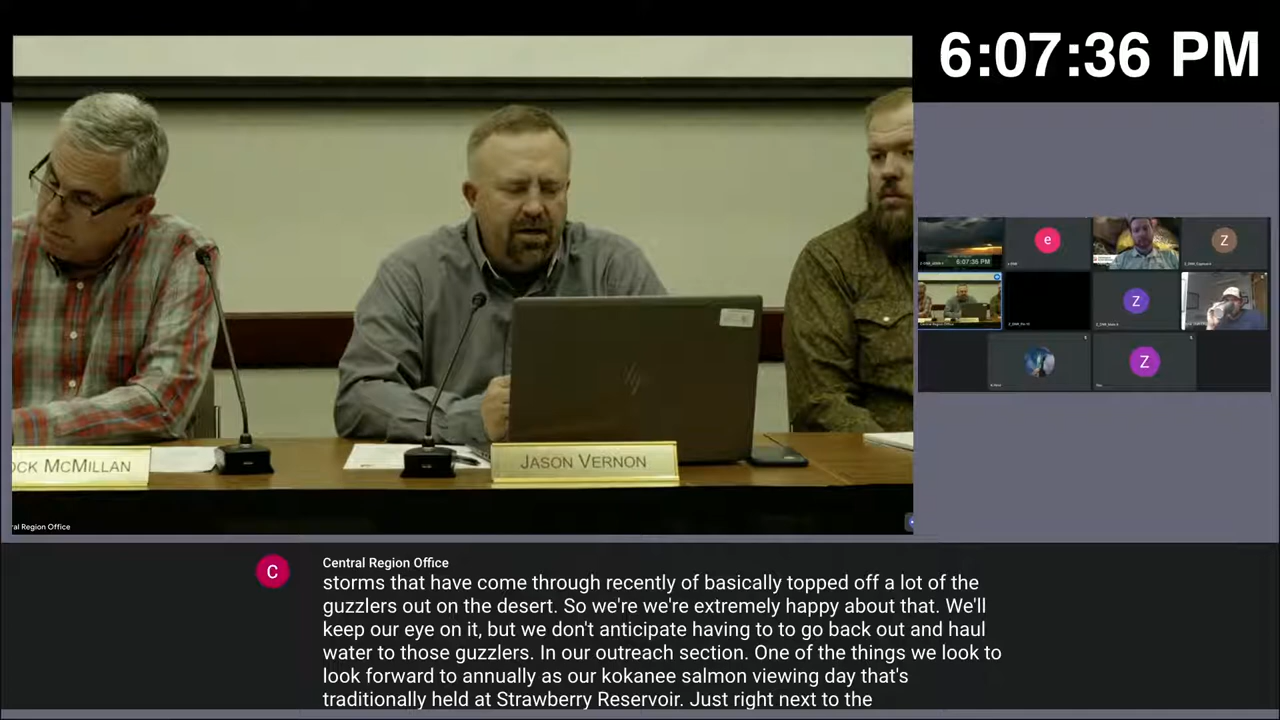 6:07:36 PM
6:07:36 PM
e
Z
Z
Z
OCK MCMILLAN
JASON VERNON
hp
ral Region Office
C
Central Region Office
storms that have come through recently of basically topped off a lot of the
guzzlers out on the desert. So we're we're extremely happy about that. We'll
keep our eye on it, but we don't anticipate having to to go back out and haul
water to those guzzlers. In our outreach section. One of the things we look to
look forward to annually as our kokanee salmon viewing day that's
traditionally held at Strawberry Reservoir. Just right next to the